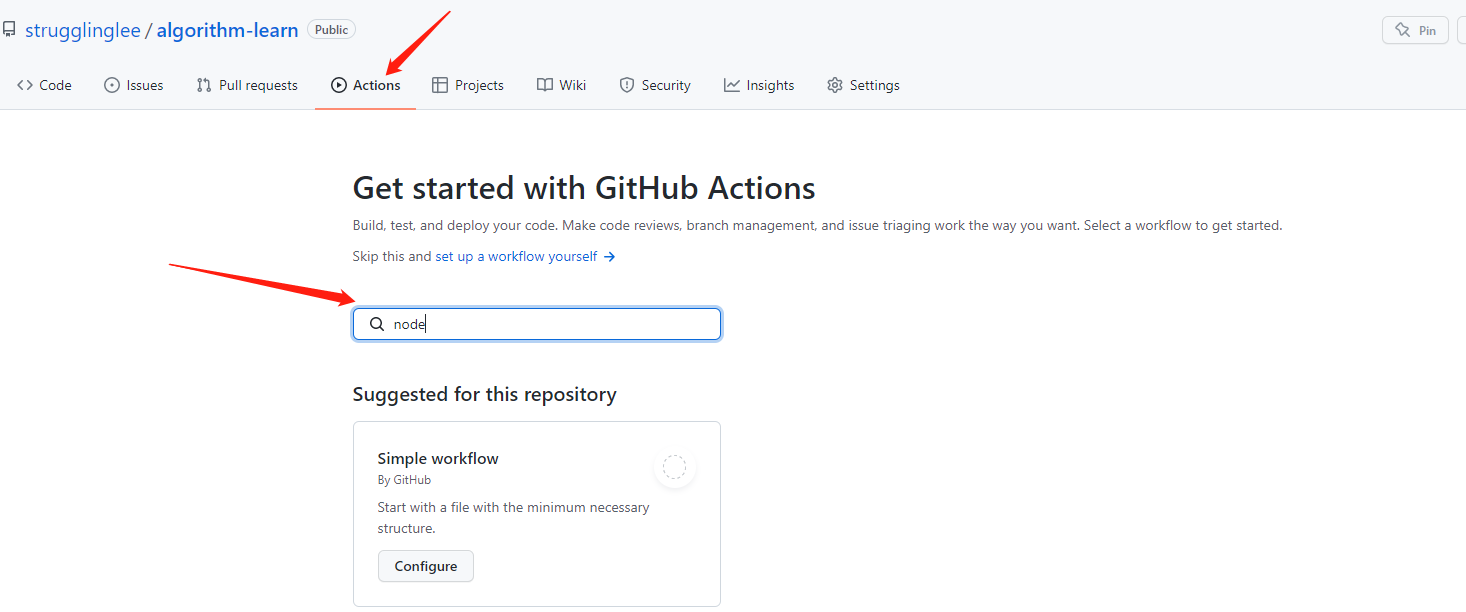 strugglinglee / algorithm-learn Public Pin
Code Issues Pull requests Actions Projects Wiki Security Insights Settings
Get started with GitHub Actions
Build, test, and deploy your code. Make code reviews, branch management, and issue triaging work the way you want. Select a workflow to get started.
Skip this and set up a workflow yourself →
node
Suggested for this repository
Simple workflow
By GitHub
Start with a file with the minimum necessary
structure.
Configure